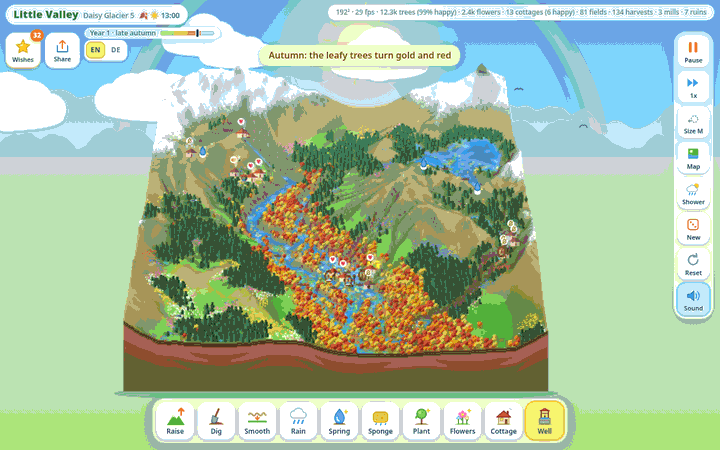 Little Valley Daisy Glacier 5 13:00
192² · 29 fps · 12.3k trees (99% happy) · 2.4k flowers · 13 cottages (6 happy) · 81 fields · 134 harvests · 3 mills · 7 ruins
Year 1 · late autumn
32
Wishes
Share
EN DE
Autumn: the leafy trees turn gold and red
Pause
1x
Size M
Map
Shower
New
Reset
Sound
Raise
Dig
Smooth
Rain
Spring
Sponge
Plant
Flowers
Cottage
Well